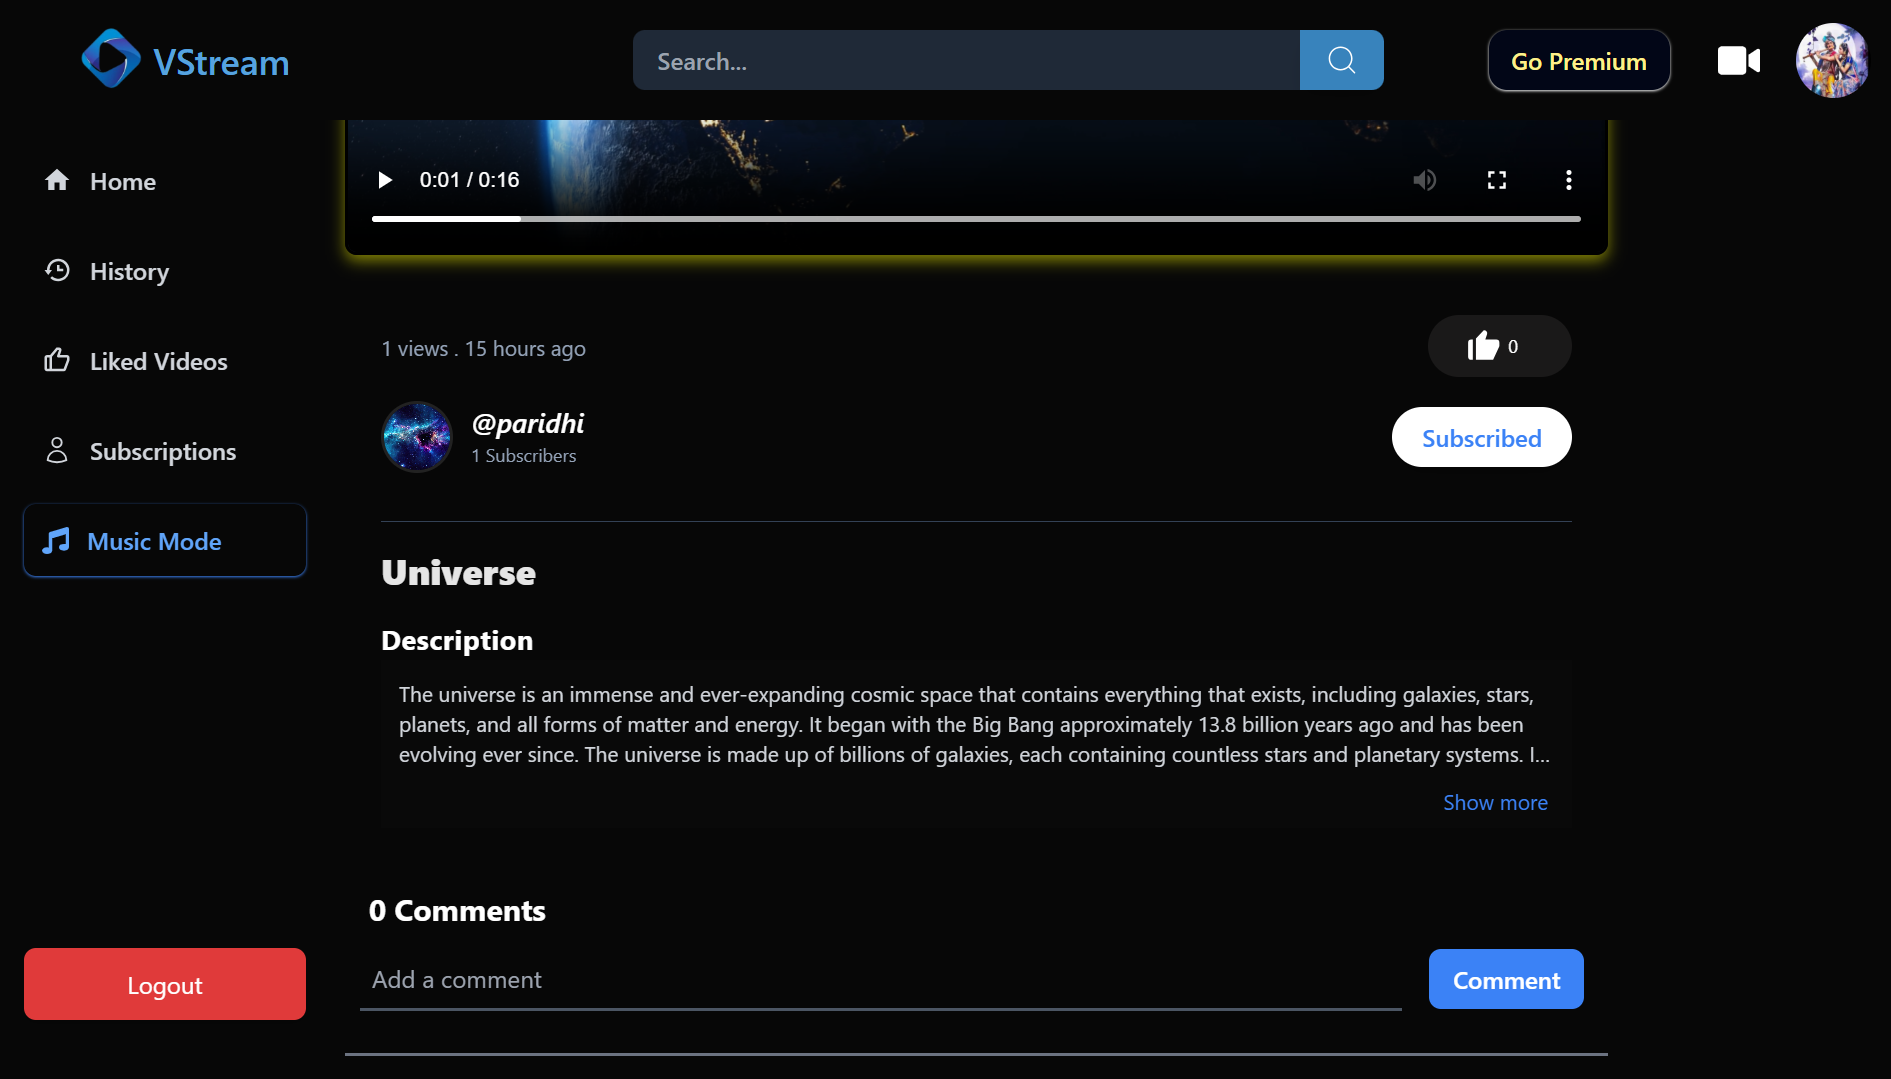 VStream
Search...
Go Premium
Home
History
Liked Videos
Subscriptions
Music Mode
Logout
0:01 / 0:16
1 views . 15 hours ago
0
@paridhi
1 Subscribers
Subscribed
Universe
Description
The universe is an immense and ever-expanding cosmic space that contains everything that exists, including galaxies, stars,
planets, and all forms of matter and energy. It began with the Big Bang approximately 13.8 billion years ago and has been
evolving ever since. The universe is made up of billions of galaxies, each containing countless stars and planetary systems. I...
Show more
0 Comments
Add a comment
Comment